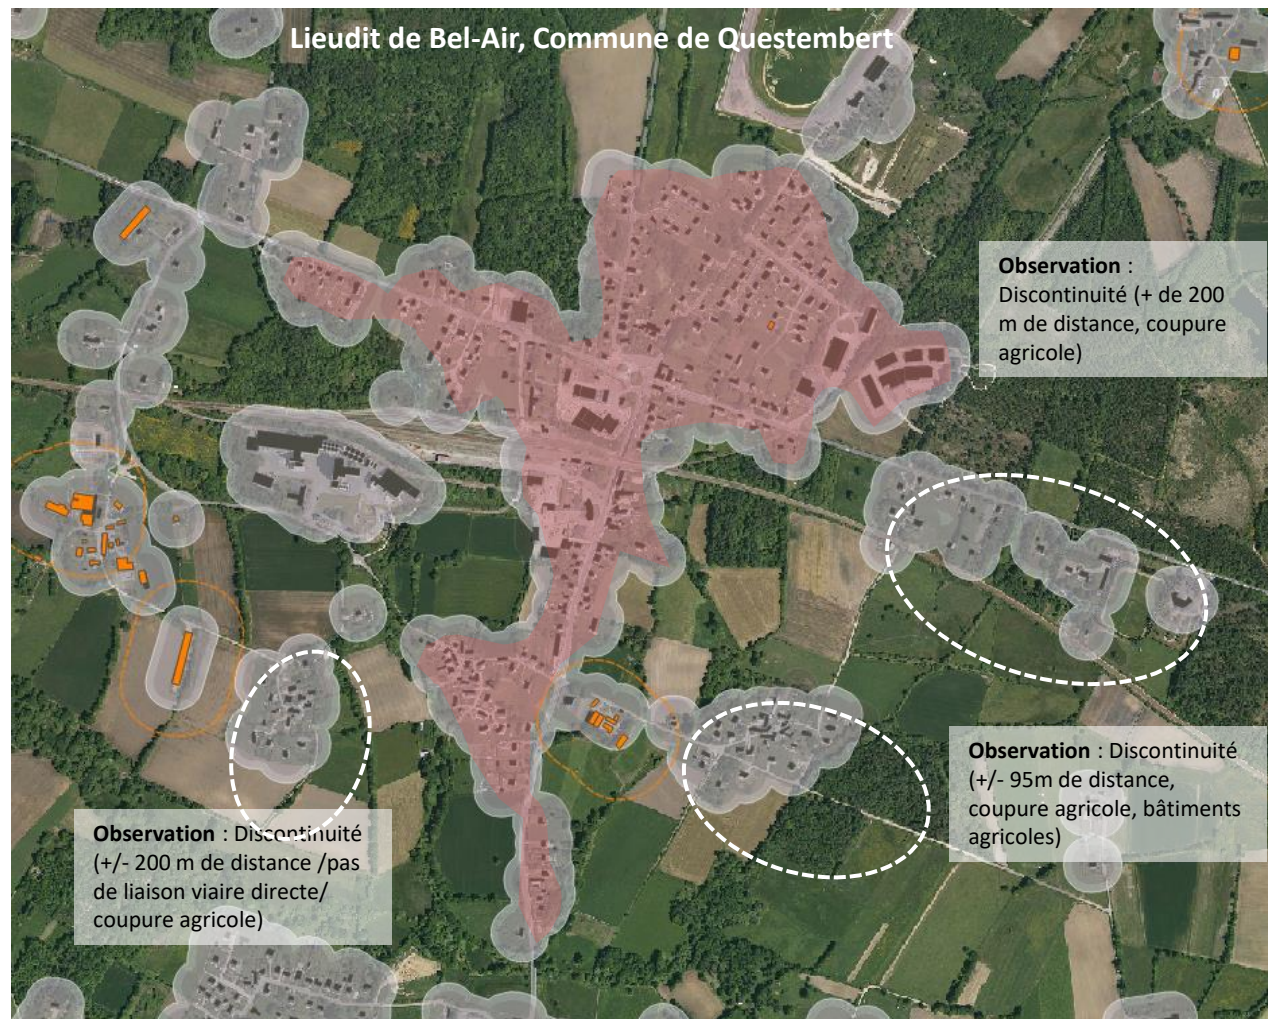 Lieudit de Bel-Air, Commune de Questembert
Observation :
Discontinuité (+ de 200
m de distance, coupure
agricole)
Observation : Discontinuité
(+/- 95m de distance,
coupure agricole, bâtiments
agricoles)
Observation : Discontinuité
(+/- 200 m de distance /pas
de liaison viaire directe/
coupure agricole)